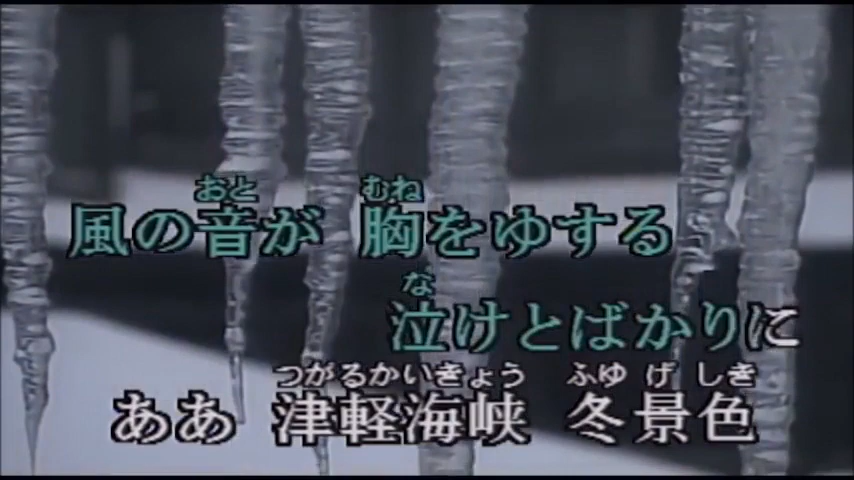 おと むね
風の音が 胸をゆする
な
泣けとばかりに
つがるかいきょう ふゆ げ しき
ああ 津軽海峡 冬景色